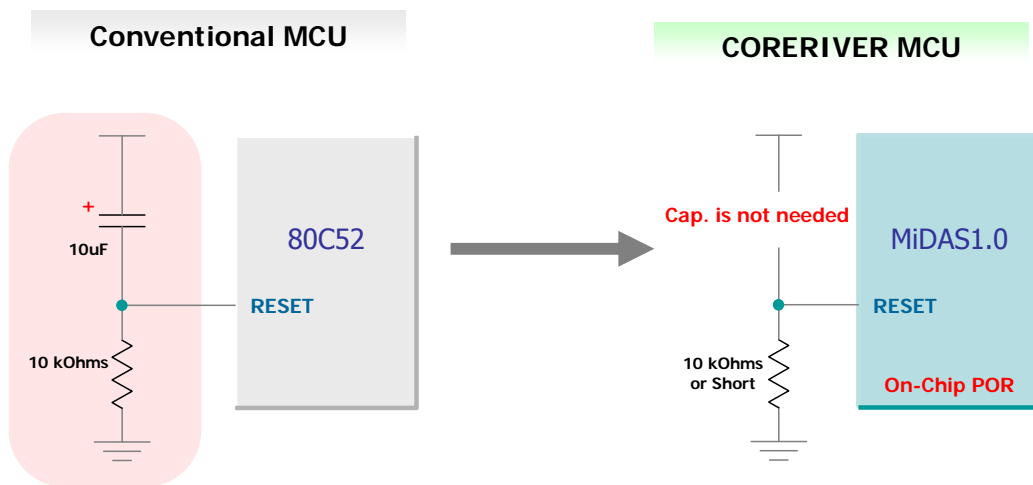 Conventional MCU
CORERIVER MCU
+
10uF
80C52
RESET
10 kOhms
Cap. is not needed
MiDAS1.0
RESET
10 kOhms
or Short
On-Chip POR